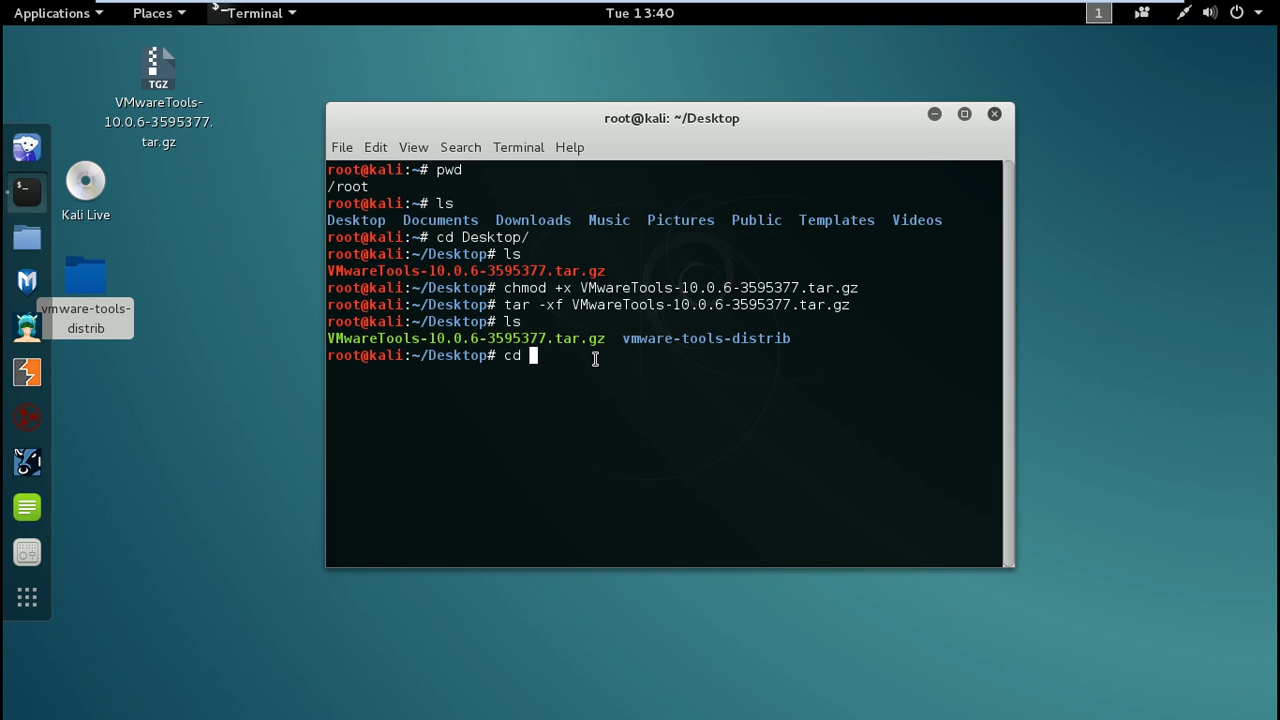 Applications Places Terminal Tue 13:40 1
TGZ
VMwareTools-
10.0.6-3595377.
tar.gz
Kali Live
vmware-tools-
distrib
root@kali: ~/Desktop
File Edit View Search Terminal Help
root@kali:~# pwd
/root
root@kali:~# ls
Desktop Documents Downloads Music Pictures Public Templates Videos
root@kali:~# cd Desktop/
root@kali:~/Desktop# ls
VMwareTools-10.0.6-3595377.tar.gz
root@kali:~/Desktop# chmod +x VMwareTools-10.0.6-3595377.tar.gz
root@kali:~/Desktop# tar -xf VMwareTools-10.0.6-3595377.tar.gz
root@kali:~/Desktop# ls
VMwareTools-10.0.6-3595377.tar.gz vmware-tools-distrib
root@kali:~/Desktop# cd